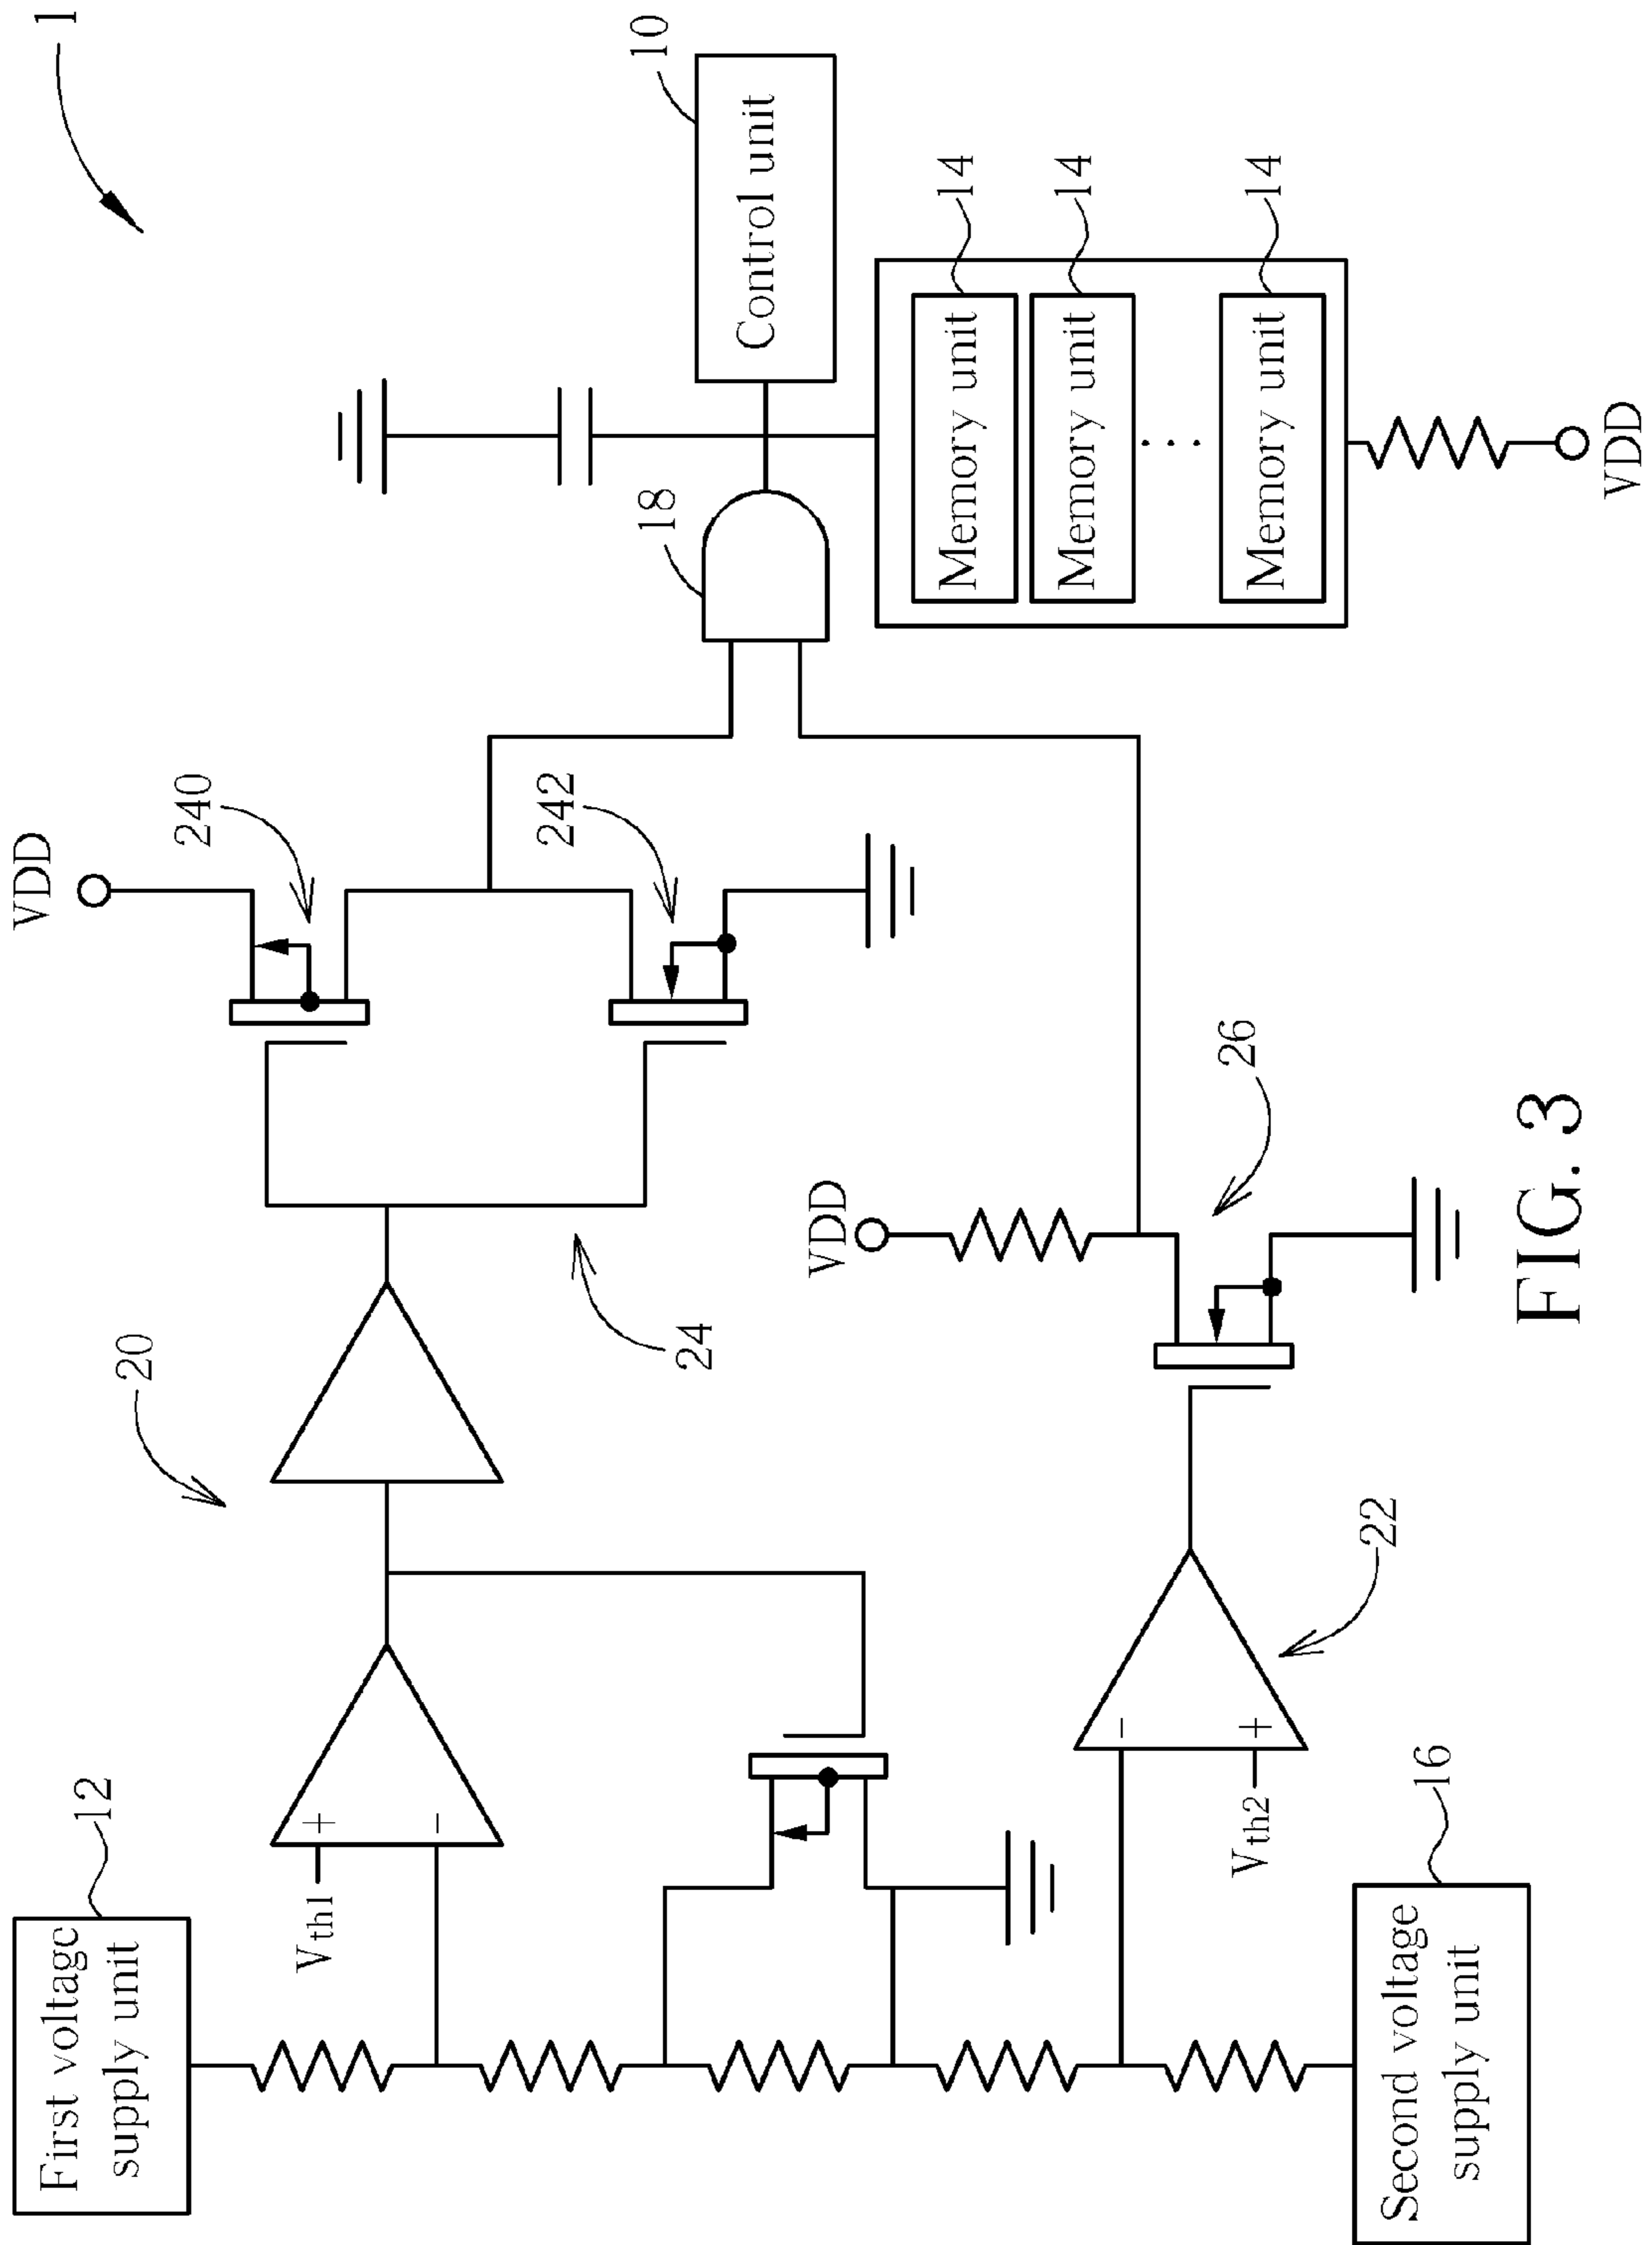 1
First voltage
supply unit
12
Vth1
+
-
20
24
VDD
240
242
18
10
Control unit
Memory unit
14
Memory unit
14
...
Memory unit
14
VDD
VDD
26
22
-
+
Vth2
16
Second voltage
supply unit
FIG. 3